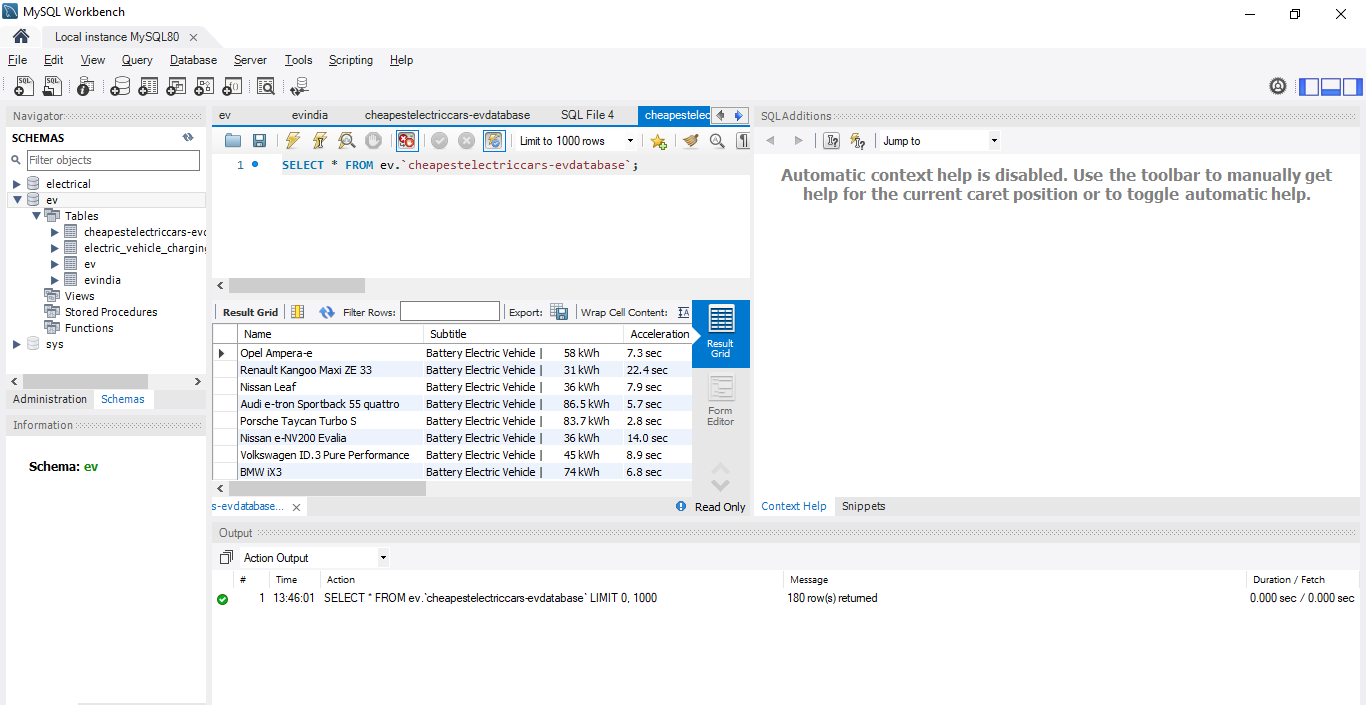 MySQL Workbench
Local instance MySQL80
File Edit View Query Database Server Tools Scripting Help
Navigator
SCHEMAS
Filter objects
electrical
ev
Tables
cheapestelectriccars-evd
electric_vehicle_charging
ev
evindia
Views
Stored Procedures
Functions
sys
Administration Schemas
Information
Schema: ev
ev evindia cheapestelectriccars-evdatabase SQL File 4 cheapestelec
Limit to 1000 rows
1 SELECT * FROM ev.`cheapestelectriccars-evdatabase`;
Result Grid Filter Rows: Export: Wrap Cell Content: IA
Name Subtitle Acceleration
Opel Ampera-e Battery Electric Vehicle | 58 kWh 7.3 sec
Renault Kangoo Maxi ZE 33 Battery Electric Vehicle | 31 kWh 22.4 sec
Nissan Leaf Battery Electric Vehicle | 36 kWh 7.9 sec
Audi e-tron Sportback 55 quattro Battery Electric Vehicle | 86.5 kWh 5.7 sec
Porsche Taycan Turbo S Battery Electric Vehicle | 83.7 kWh 2.8 sec
Nissan e-NV200 Evalia Battery Electric Vehicle | 36 kWh 14.0 sec
Volkswagen ID.3 Pure Performance Battery Electric Vehicle | 45 kWh 8.9 sec
BMW iX3 Battery Electric Vehicle | 74 kWh 6.8 sec
Result
Grid
Form
Editor
s-evdatabase... Read Only
SQLAdditions
Jump to
Automatic context help is disabled. Use the toolbar to manually get
help for the current caret position or to toggle automatic help.
Context Help Snippets
Output
Action Output
# Time Action Message Duration / Fetch
1 13:46:01 SELECT * FROM ev.`cheapestelectriccars-evdatabase` LIMIT 0, 1000 180 row(s) returned 0.000 sec / 0.000 sec